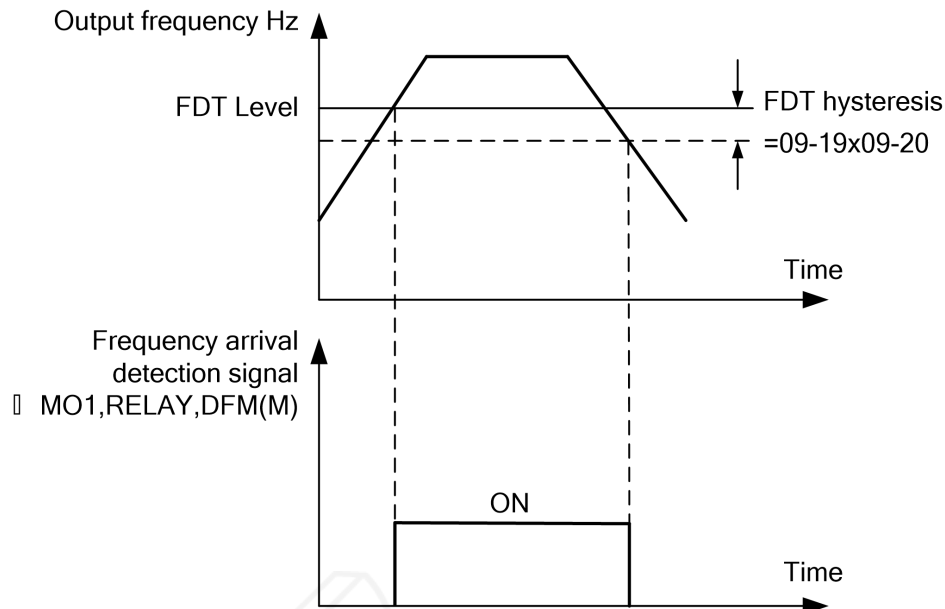 Output frequency Hz
FDT Level
FDT hysteresis
=09-19x09-20
Time
Frequency arrival
detection signal
▯ MO1,RELAY,DFM(M)
ON
Time